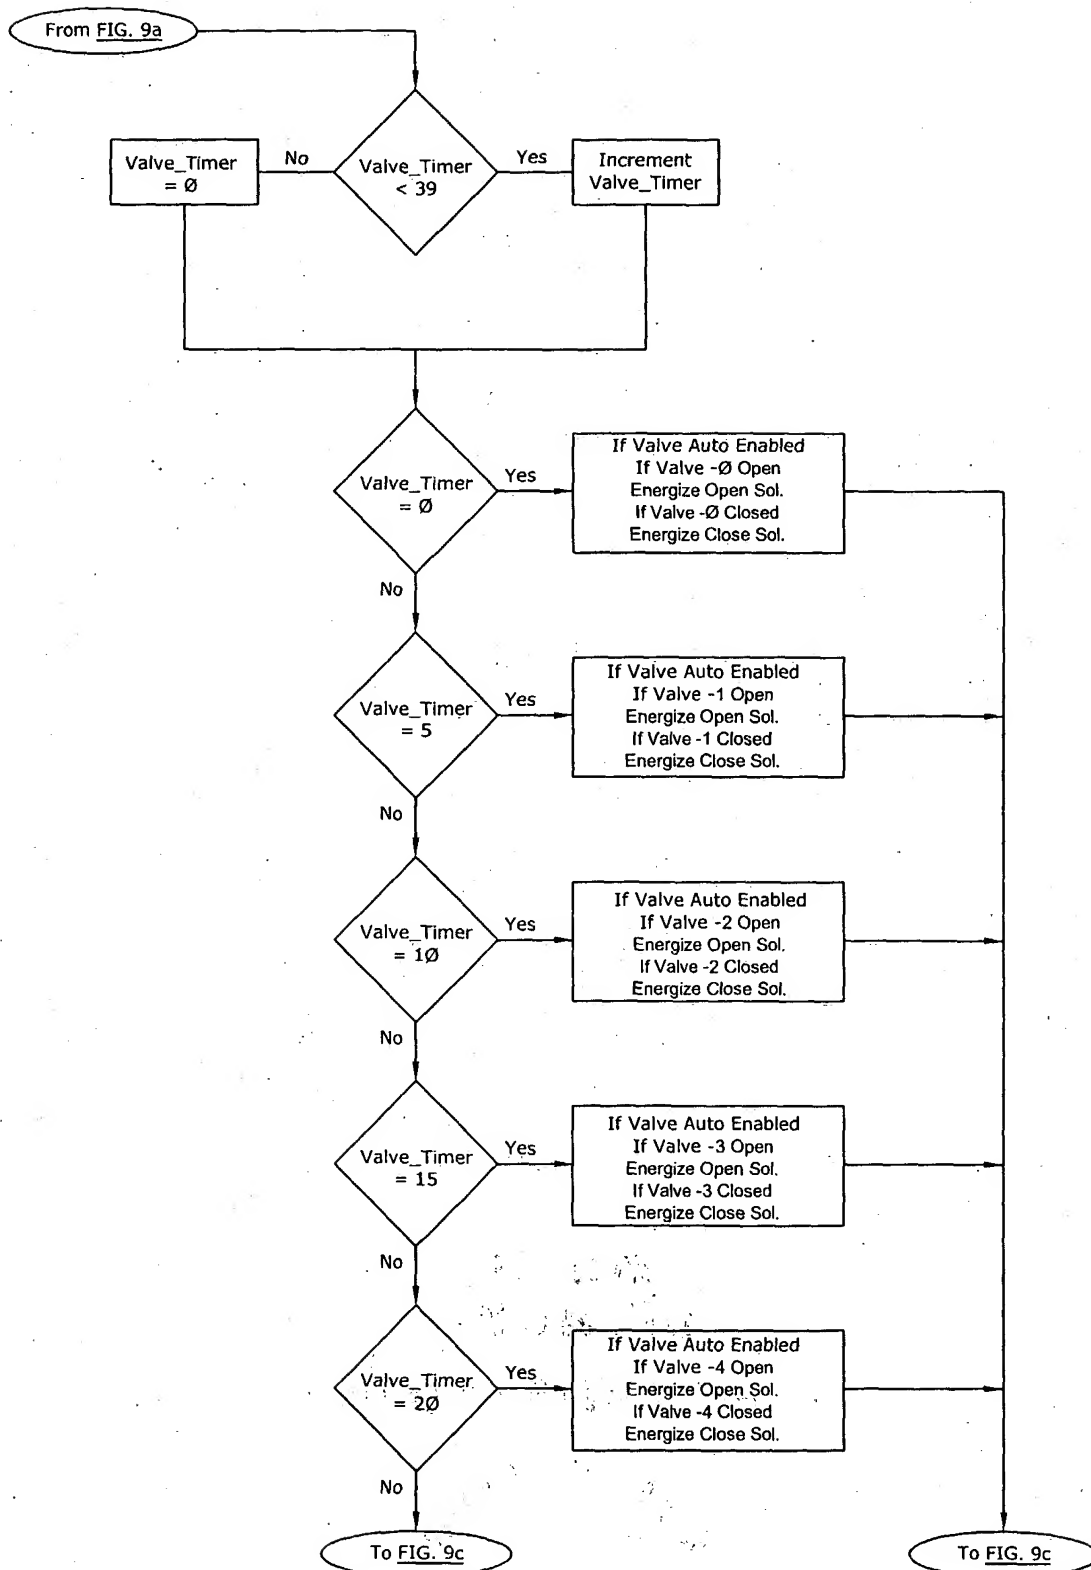 From FIG. 9a
Valve_Timer
= Ø
No
Valve_Timer
< 39
Yes
Increment
Valve_Timer
Valve_Timer
= Ø
Yes
If Valve Auto Enabled
If Valve -Ø Open
Energize Open Sol.
If Valve -Ø Closed
Energize Close Sol.
No
Valve_Timer
= 5
Yes
If Valve Auto Enabled
If Valve -1 Open
Energize Open Sol.
If Valve -1 Closed
Energize Close Sol.
No
Valve_Timer
= 1Ø
Yes
If Valve Auto Enabled
If Valve -2 Open
Energize Open Sol.
If Valve -2 Closed
Energize Close Sol.
No
Valve_Timer
= 15
Yes
If Valve Auto Enabled
If Valve -3 Open
Energize Open Sol.
If Valve -3 Closed
Energize Close Sol.
No
Valve_Timer
= 2Ø
Yes
If Valve Auto Enabled
If Valve -4 Open
Energize Open Sol.
If Valve -4 Closed
Energize Close Sol.
No
To FIG. 9c
To FIG. 9c